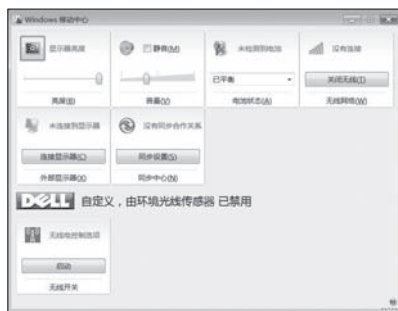 Windows 移动中心
显示器亮度
静音(M)
未检测到电池
没有连接
已平衡
关闭无线(T)
亮度(B)
音量(V)
电池状态(A)
无线网络(W)
未连接到显示器
没有同步合作关系
连接显示器(C)
同步设置(S)
外部显示器(X)
同步中心(N)
DELL 自定义，由环境光线传感器 已禁用
无线电控制选项
启动
无线开关